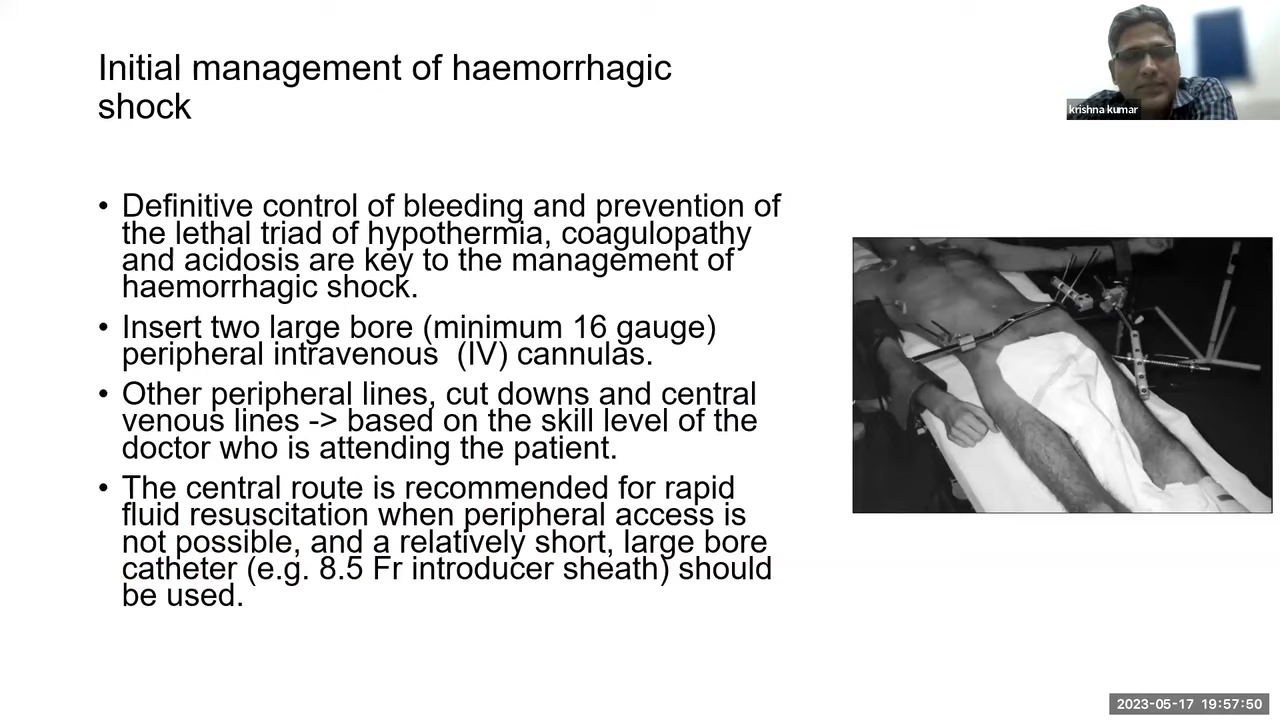 Initial management of haemorrhagic
shock
krishna kumar
• Definitive control of bleeding and prevention of
the lethal triad of hypothermia, coagulopathy
and acidosis are key to the management of
haemorrhagic shock.
• Insert two large bore (minimum 16 gauge)
peripheral intravenous  (IV) cannulas.
• Other peripheral lines, cut downs and central
venous lines -> based on the skill level of the
doctor who is attending the patient.
• The central route is recommended for rapid
fluid resuscitation when peripheral access is
not possible, and a relatively short, large bore
catheter (e.g. 8.5 Fr introducer sheath) should
be used.
2023-05-17 19:57:50